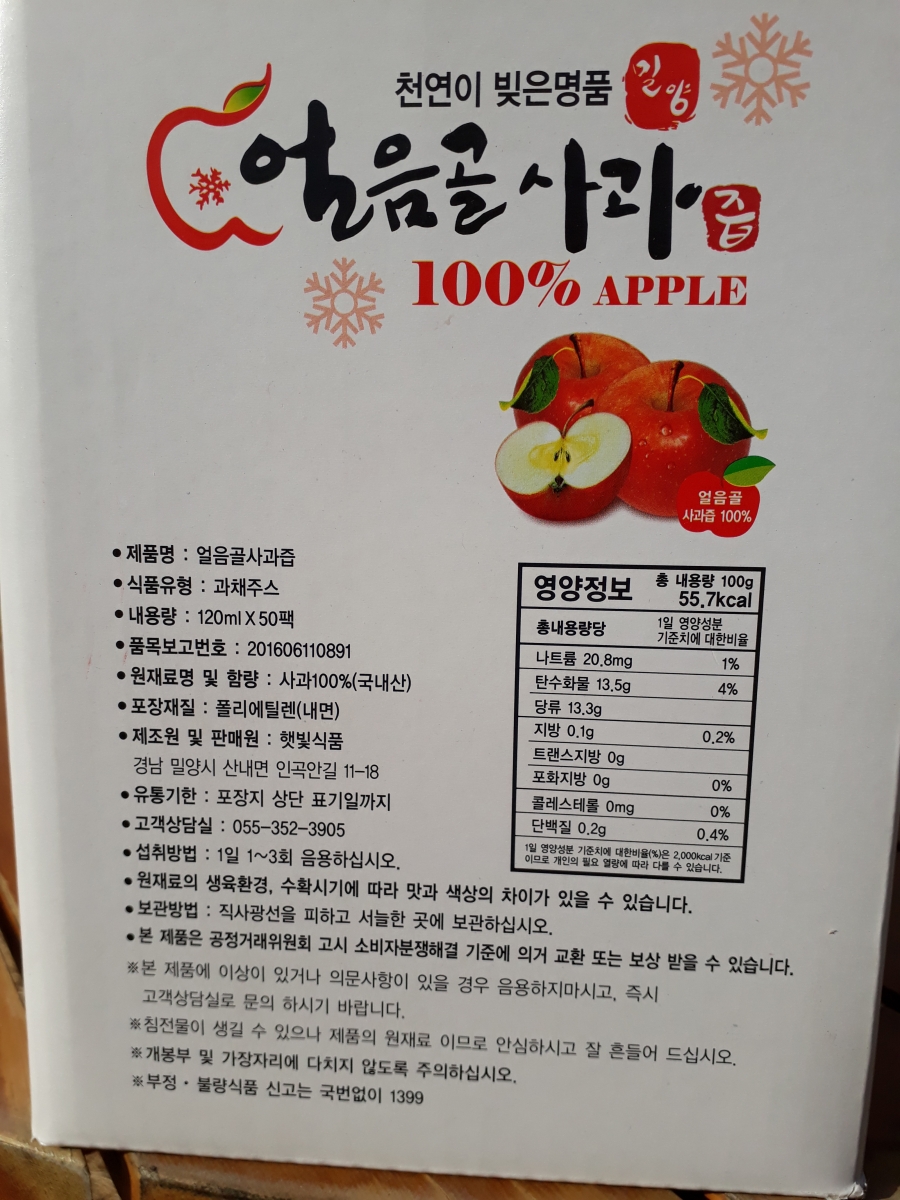 천연이 빚은명품 밀양
얼음골사과즙
100% APPLE
얼음골
사과즙 100%
• 제품명 : 얼음골사과즙
• 식품유형 : 과채주스
• 내용량 : 120ml X 50팩
• 품목보고번호 : 201606110891
• 원재료명 및 함량 : 사과100%(국내산)
• 포장재질 : 폴리에틸렌(내면)
• 제조원 및 판매원 : 햇빛식품
경남 밀양시 산내면 인곡안길 11-18
• 유통기한 : 포장지 상단 표기일까지
• 고객상담실 : 055-352-3905
• 섭취방법 : 1일 1~3회 음용하십시오.
• 원재료의 생육환경, 수확시기에 따라 맛과 색상의 차이가 있을 수 있습니다.
• 보관방법 : 직사광선을 피하고 서늘한 곳에 보관하십시오.
• 본 제품은 공정거래위원회 고시 소비자분쟁해결 기준에 의거 교환 또는 보상 받을 수 있습니다.
※본 제품에 이상이 있거나 의문사항이 있을 경우 음용하지마시고, 즉시
고객상담실로 문의 하시기 바랍니다.
※침전물이 생길 수 있으나 제품의 원재료 이므로 안심하시고 잘 흔들어 드십시오.
※개봉부 및 가장자리에 다치지 않도록 주의하십시오.
※부정·불량식품 신고는 국번없이 1399
영양정보 총 내용량 100g
55.7kcal
총내용량당 1일 영양성분
기준치에 대한비율
나트륨 20.8mg 1%
탄수화물 13.5g 4%
당류 13.3g
지방 0.1g 0.2%
트랜스지방 0g
포화지방 0g 0%
콜레스테롤 0mg 0%
단백질 0.2g 0.4%
1일 영양성분 기준치에 대한비율(%)은 2,000kcal 기준
이므로 개인의 필요 열량에 따라 다를 수 있습니다.